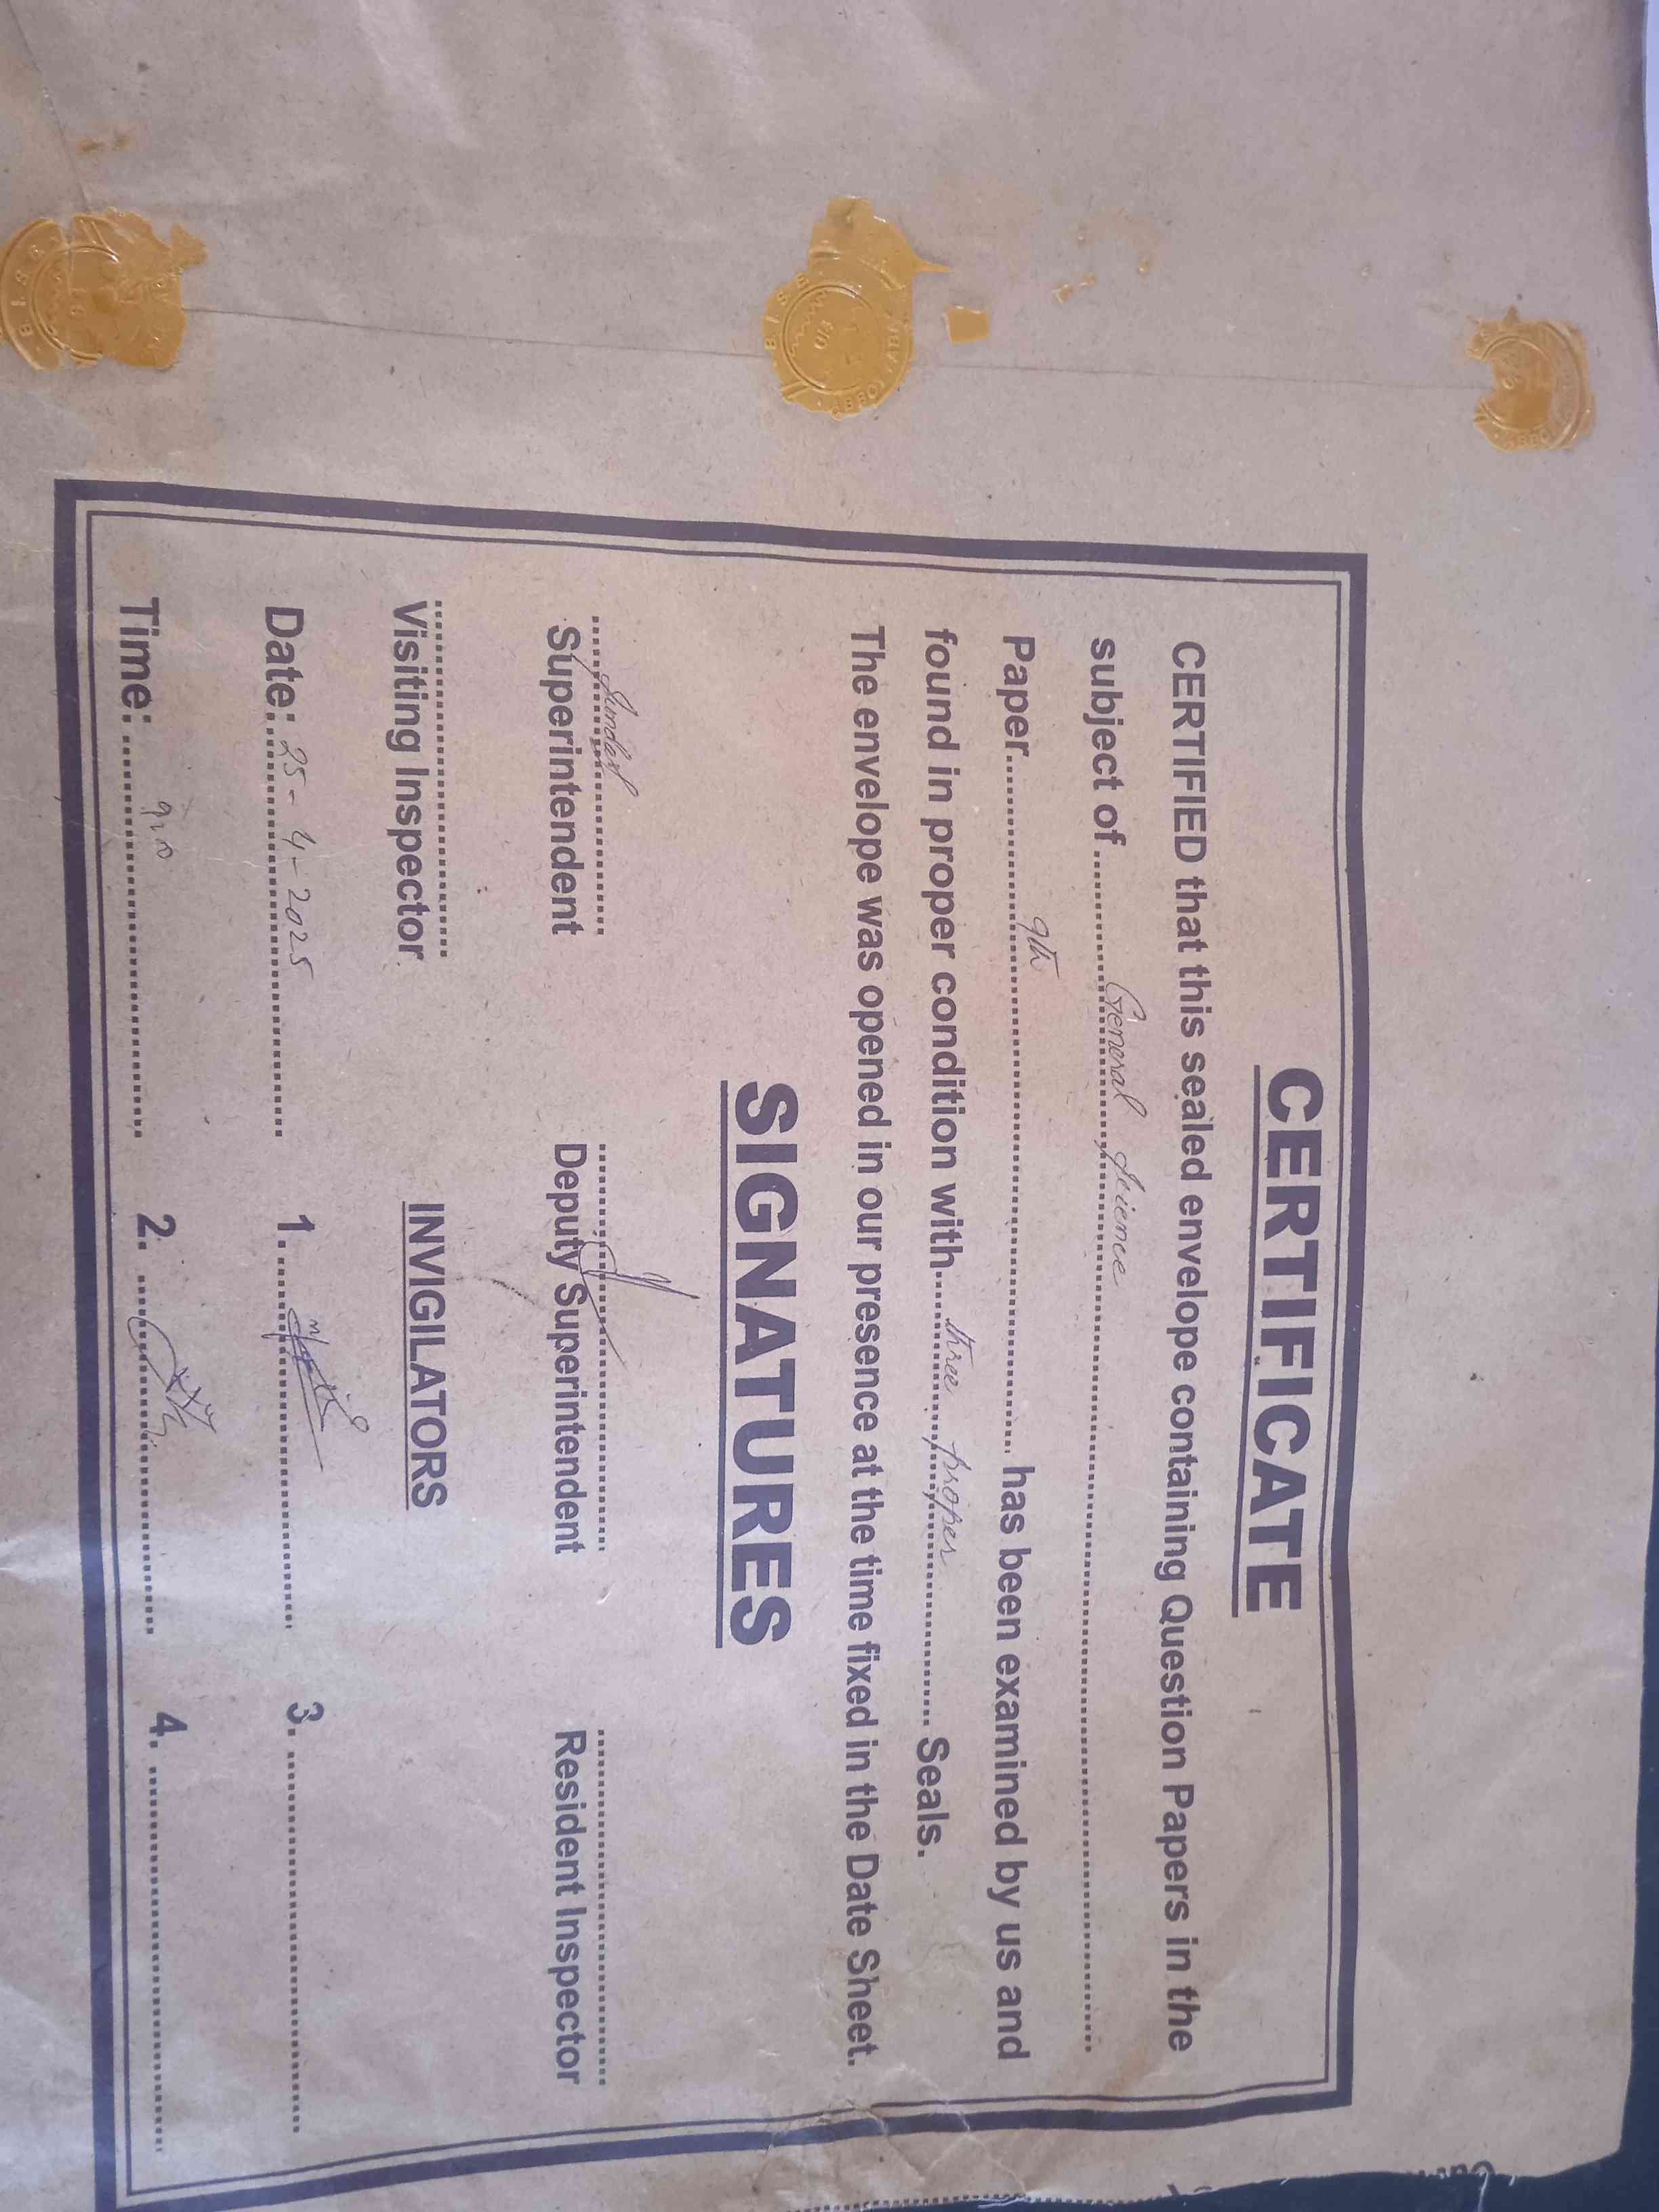 CERTIFICATE
CERTIFIED that this sealed envelope containing Question Papers in the
subject of General Science
Paper 9th has been examined by us and
found in proper condition with three proper Seals.
The envelope was opened in our presence at the time fixed in the Date Sheet.
SIGNATURES
Superintendent Deputy Superintendent Resident Inspector
Visiting Inspector INVIGILATORS
Date: 25-4-2025 1. 3.
Time: 2. 4.